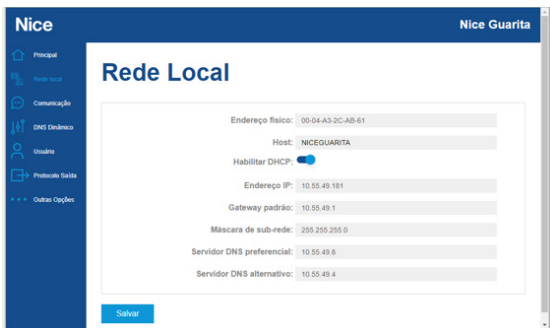 Nice
Nice Guarita
Principal
Rede local
Comunicação
DNS Dinâmico
Usuário
Protocolo Saída
Outras Opções
Rede Local
Endereço físico: 00-04-A3-2C-AB-61
Host: NICEGUARITA
Habilitar DHCP:
Endereço IP: 10.55.49.181
Gateway padrão: 10.55.49.1
Máscara de sub-rede: 255.255.255.0
Servidor DNS preferencial: 10.55.49.6
Servidor DNS alternativo: 10.55.49.4
Salvar